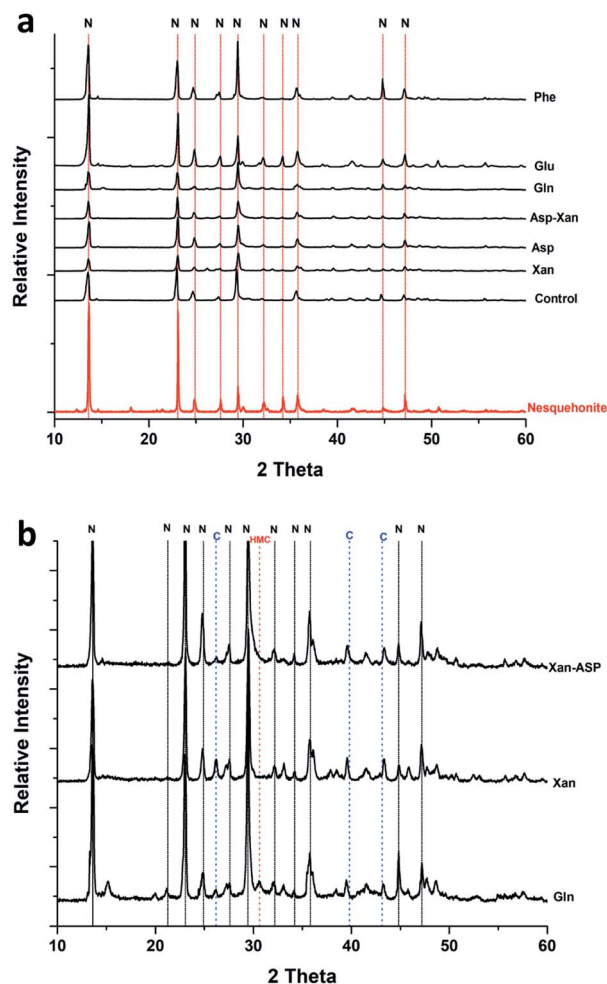 a
N N N N N N N N N N
Phe
Glu
Gln
Asp-Xan
Asp
Xan
Control
Nesquehonite
Relative Intensity
10 20 30 40 50 60
2 Theta
b
N N N N C N N HMC N N N C C N N
Xan-ASP
Xan
Gln
Relative Intensity
10 20 30 40 50 60
2 Theta